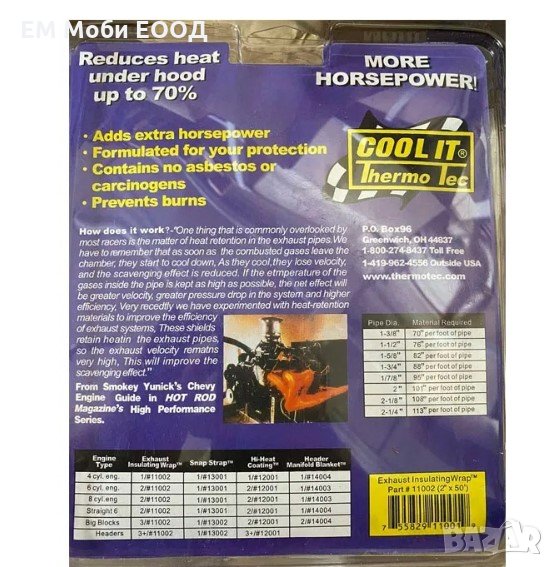 ЕМ Моби ЕООД
Reduces heat
under hood
up to 70%
MORE
HORSEPOWER!
• Adds extra horsepower
• Formulated for your protection
• Contains no asbestos or
carcinogens
• Prevents burns
COOL IT®
Thermo Tec
How does it work?-"One thing that is commonly overlooked by
most racers is the matter of heat retention in the exhaust pipes.We
have to remember that as soon as the combusted gases leave the
chamber, they start to cool down, As they cool,they lose velocity,
and the scavenging effect is reduced. If the etmperature of the
gases inside the pipe is kept as high as possible, the net effect will
be greater velocity, greater pressure drop in the system and higher
efficiency, Very recedtly we have experimented with heat-retention
materials to improve the efficiency
of exhaust systems, These shields
retain heatin the exhaust pipes,
so the exhaust velocity rematns
very high, This will improve the
scavenging effect."
From Smokey Yunick's Chevy
Engine Guide in HOT ROD
Magazine's High Performance
Series.
P.O. Box96
Greenwich, OH 44837
1-800-274-8437 Toll Free
1-419-962-4556 Outside USA
www.thermotec.com
Pipe Dia. Material Required
1-3/8" 70" per foot of pipe
1-1/2" 76" per foot of pipe
1-5/8" 82" per foot of pipe
1-3/4" 88" per foot of pipe
1/7/8" 95" per foot of pipe
2" 101" per foot of pipe
2-1/8" 108" per foot of pipe
2-1/4" 113" per foot of pipe
Engine Type Exhaust Insulating Wrap™ Snap Strap™ Hi-Heat Coating™ Header Manifold Blanket™
4 cyl. eng. 1/#11002 1/#13001 1/#12001 1/#14004
6 cyl. eng. 2/#11002 2/#13001 2/#12001 1/#14003
8 cyl. eng. 2/#11002 2/#13001 2/#12001 1/#14003
Straight 6 2/#11002 2/#13001 2/#12001 2/#14004
Big Blocks 3/#11002 1/#13002 2/#12001 2/#14004
Headers 3+/#11002 1/#13002 3+/#12001
Exhaust InsulatingWrap™
Part # 11002 (2" x 50')
7 55829 11001
BAZAR